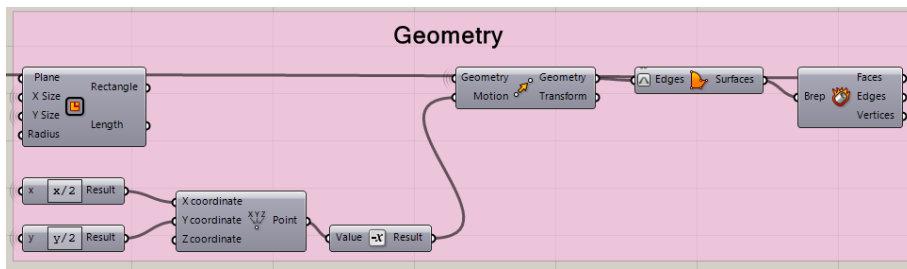 Geometry
Plane
X Size
Y Size
Radius
Rectangle
Length
Geometry
Motion
Geometry
Transform
Edges
Surfaces
Brep
Faces
Edges
Vertices
x
x/2
Result
y
y/2
Result
X coordinate
Y coordinate
Z coordinate
X Y Z
Point
Value
-x
Result